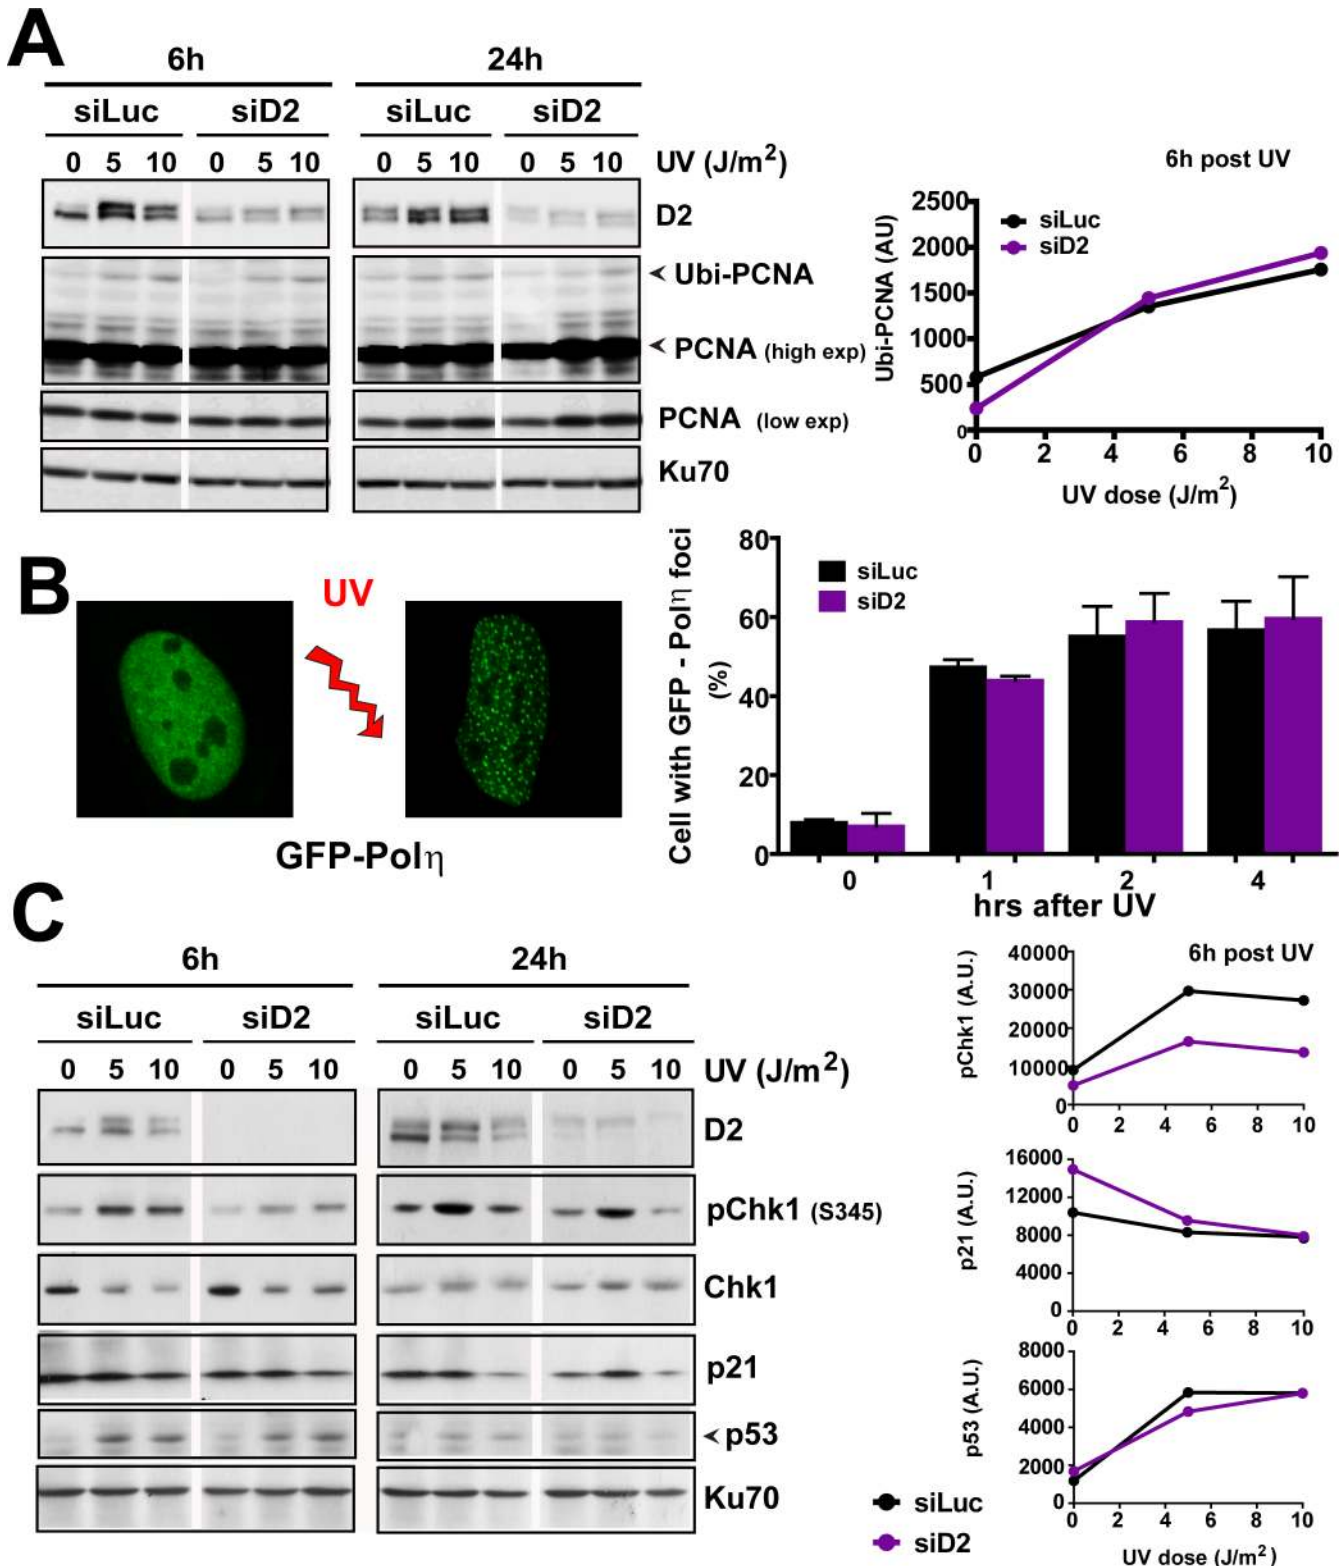 A
6h 24h
siLuc siD2 siLuc siD2
0 5 10 0 5 10 0 5 10 0 5 10 UV (J/m²)
D2
Ubi-PCNA
PCNA (high exp)
PCNA (low exp)
Ku70
6h post UV
siLuc
siD2
Ubi-PCNA (AU)
2500
2000
1500
1000
500
0
0 2 4 6 8 10
UV dose (J/m²)
B
UV
GFP-Polη
Cell with GFP - Polη foci
(%)
siLuc
siD2
80
60
40
20
0
0 1 2 4
hrs after UV
C
6h 24h
siLuc siD2 siLuc siD2
0 5 10 0 5 10 0 5 10 0 5 10 UV (J/m²)
D2
pChk1 (S345)
Chk1
p21
p53
Ku70
6h post UV
pChk1 (A.U.)
40000
30000
20000
10000
0
0 2 4 6 8 10
p21 (A.U.)
16000
12000
8000
4000
0
0 2 4 6 8 10
p53 (A.U.)
8000
6000
4000
2000
0
0 2 4 6 8 10
UV dose (J/m²)
siLuc
siD2